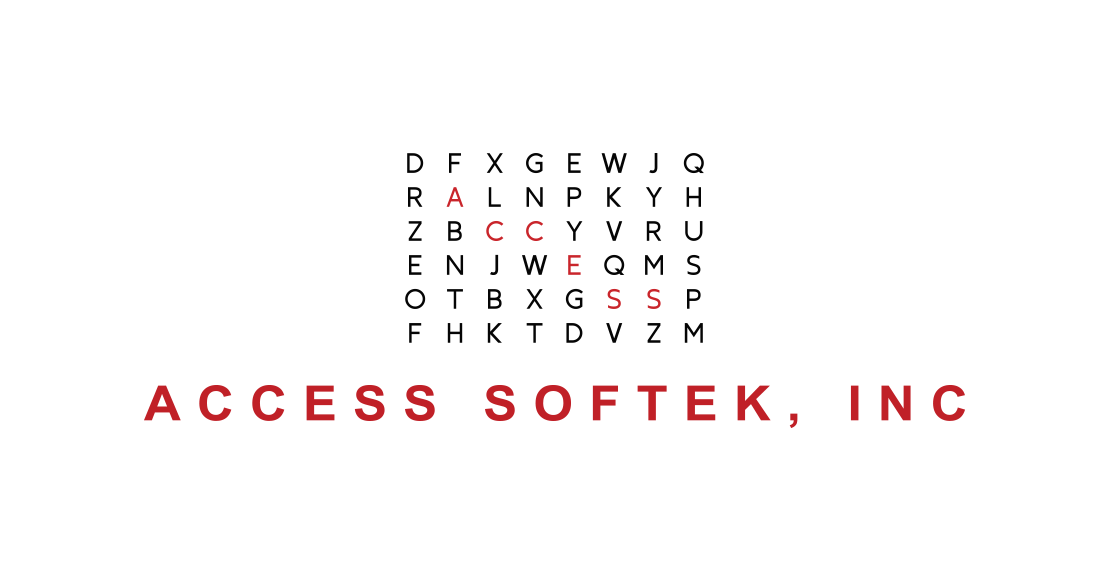 D F X G E W J Q
R A L N P K Y H
Z B C C Y V R U
E N J W E Q M S
O T B X G S S P
F H K T D V Z M
ACCESS SOFTEK, INC